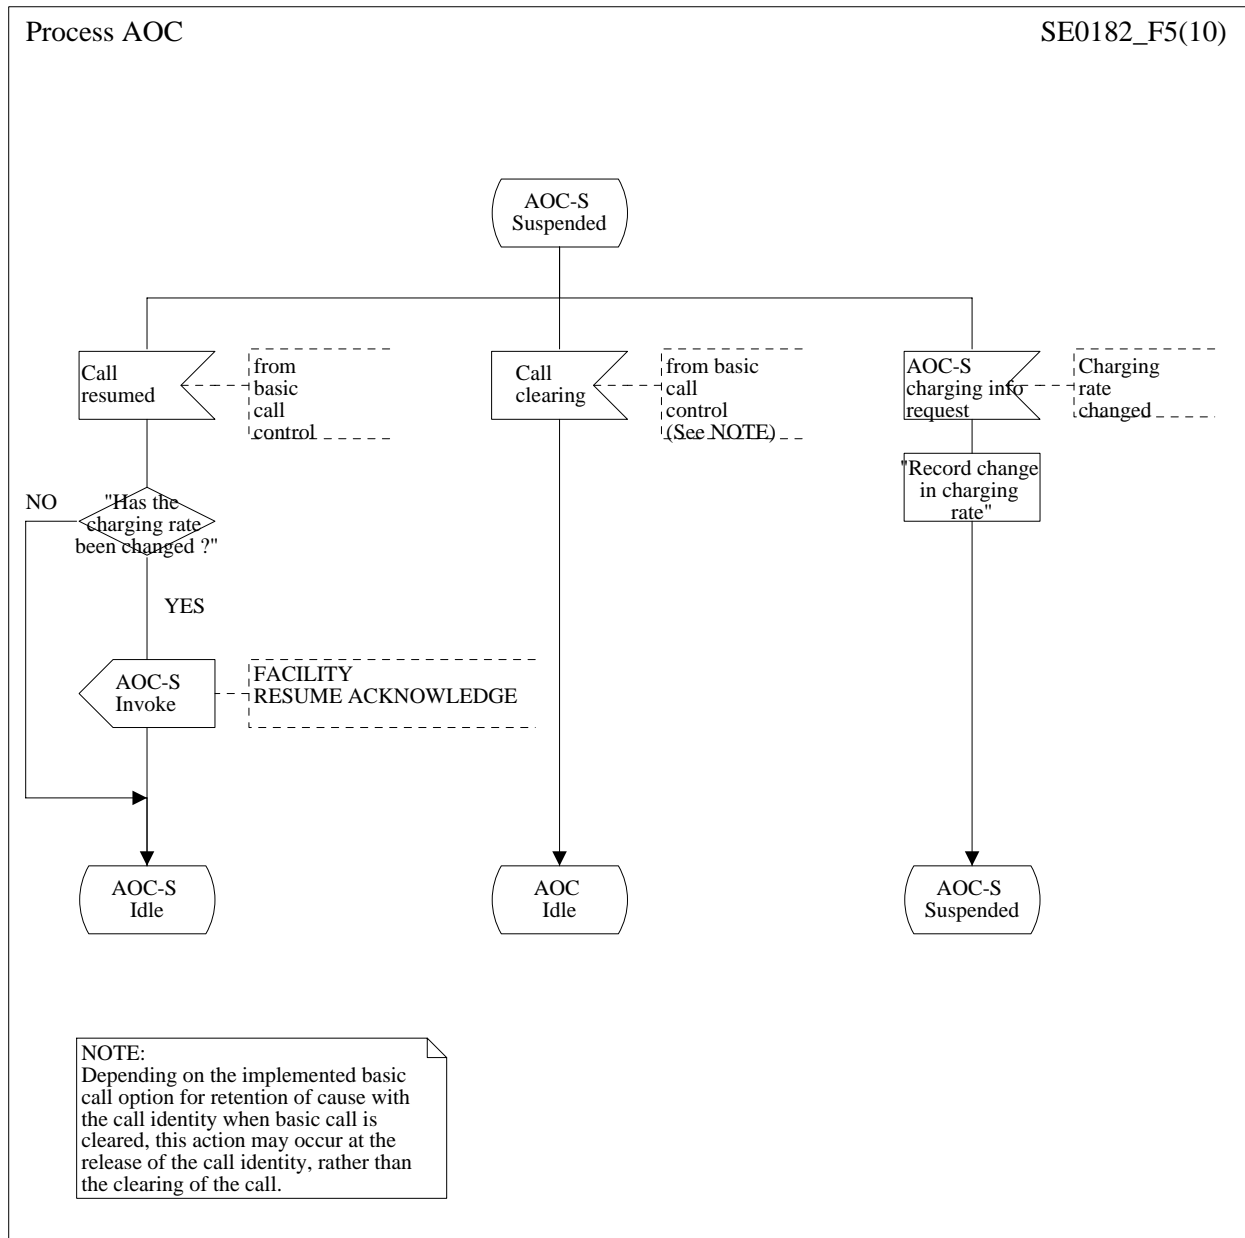 Process AOC
SE0182_F5(10)
AOC-S
Suspended
Call
resumed
from
basic
call
control
Call
clearing
from basic
call
control
(See NOTE)
AOC-S
charging info
request
Charging
rate
changed
"Record change
in charging
rate"
NO
"Has the
charging rate
been changed ?"
YES
AOC-S
Invoke
FACILITY
RESUME ACKNOWLEDGE
AOC-S
Idle
AOC
Idle
AOC-S
Suspended
NOTE:
Depending on the implemented basic
call option for retention of cause with
the call identity when basic call is
cleared, this action may occur at the
release of the call identity, rather than
the clearing of the call.